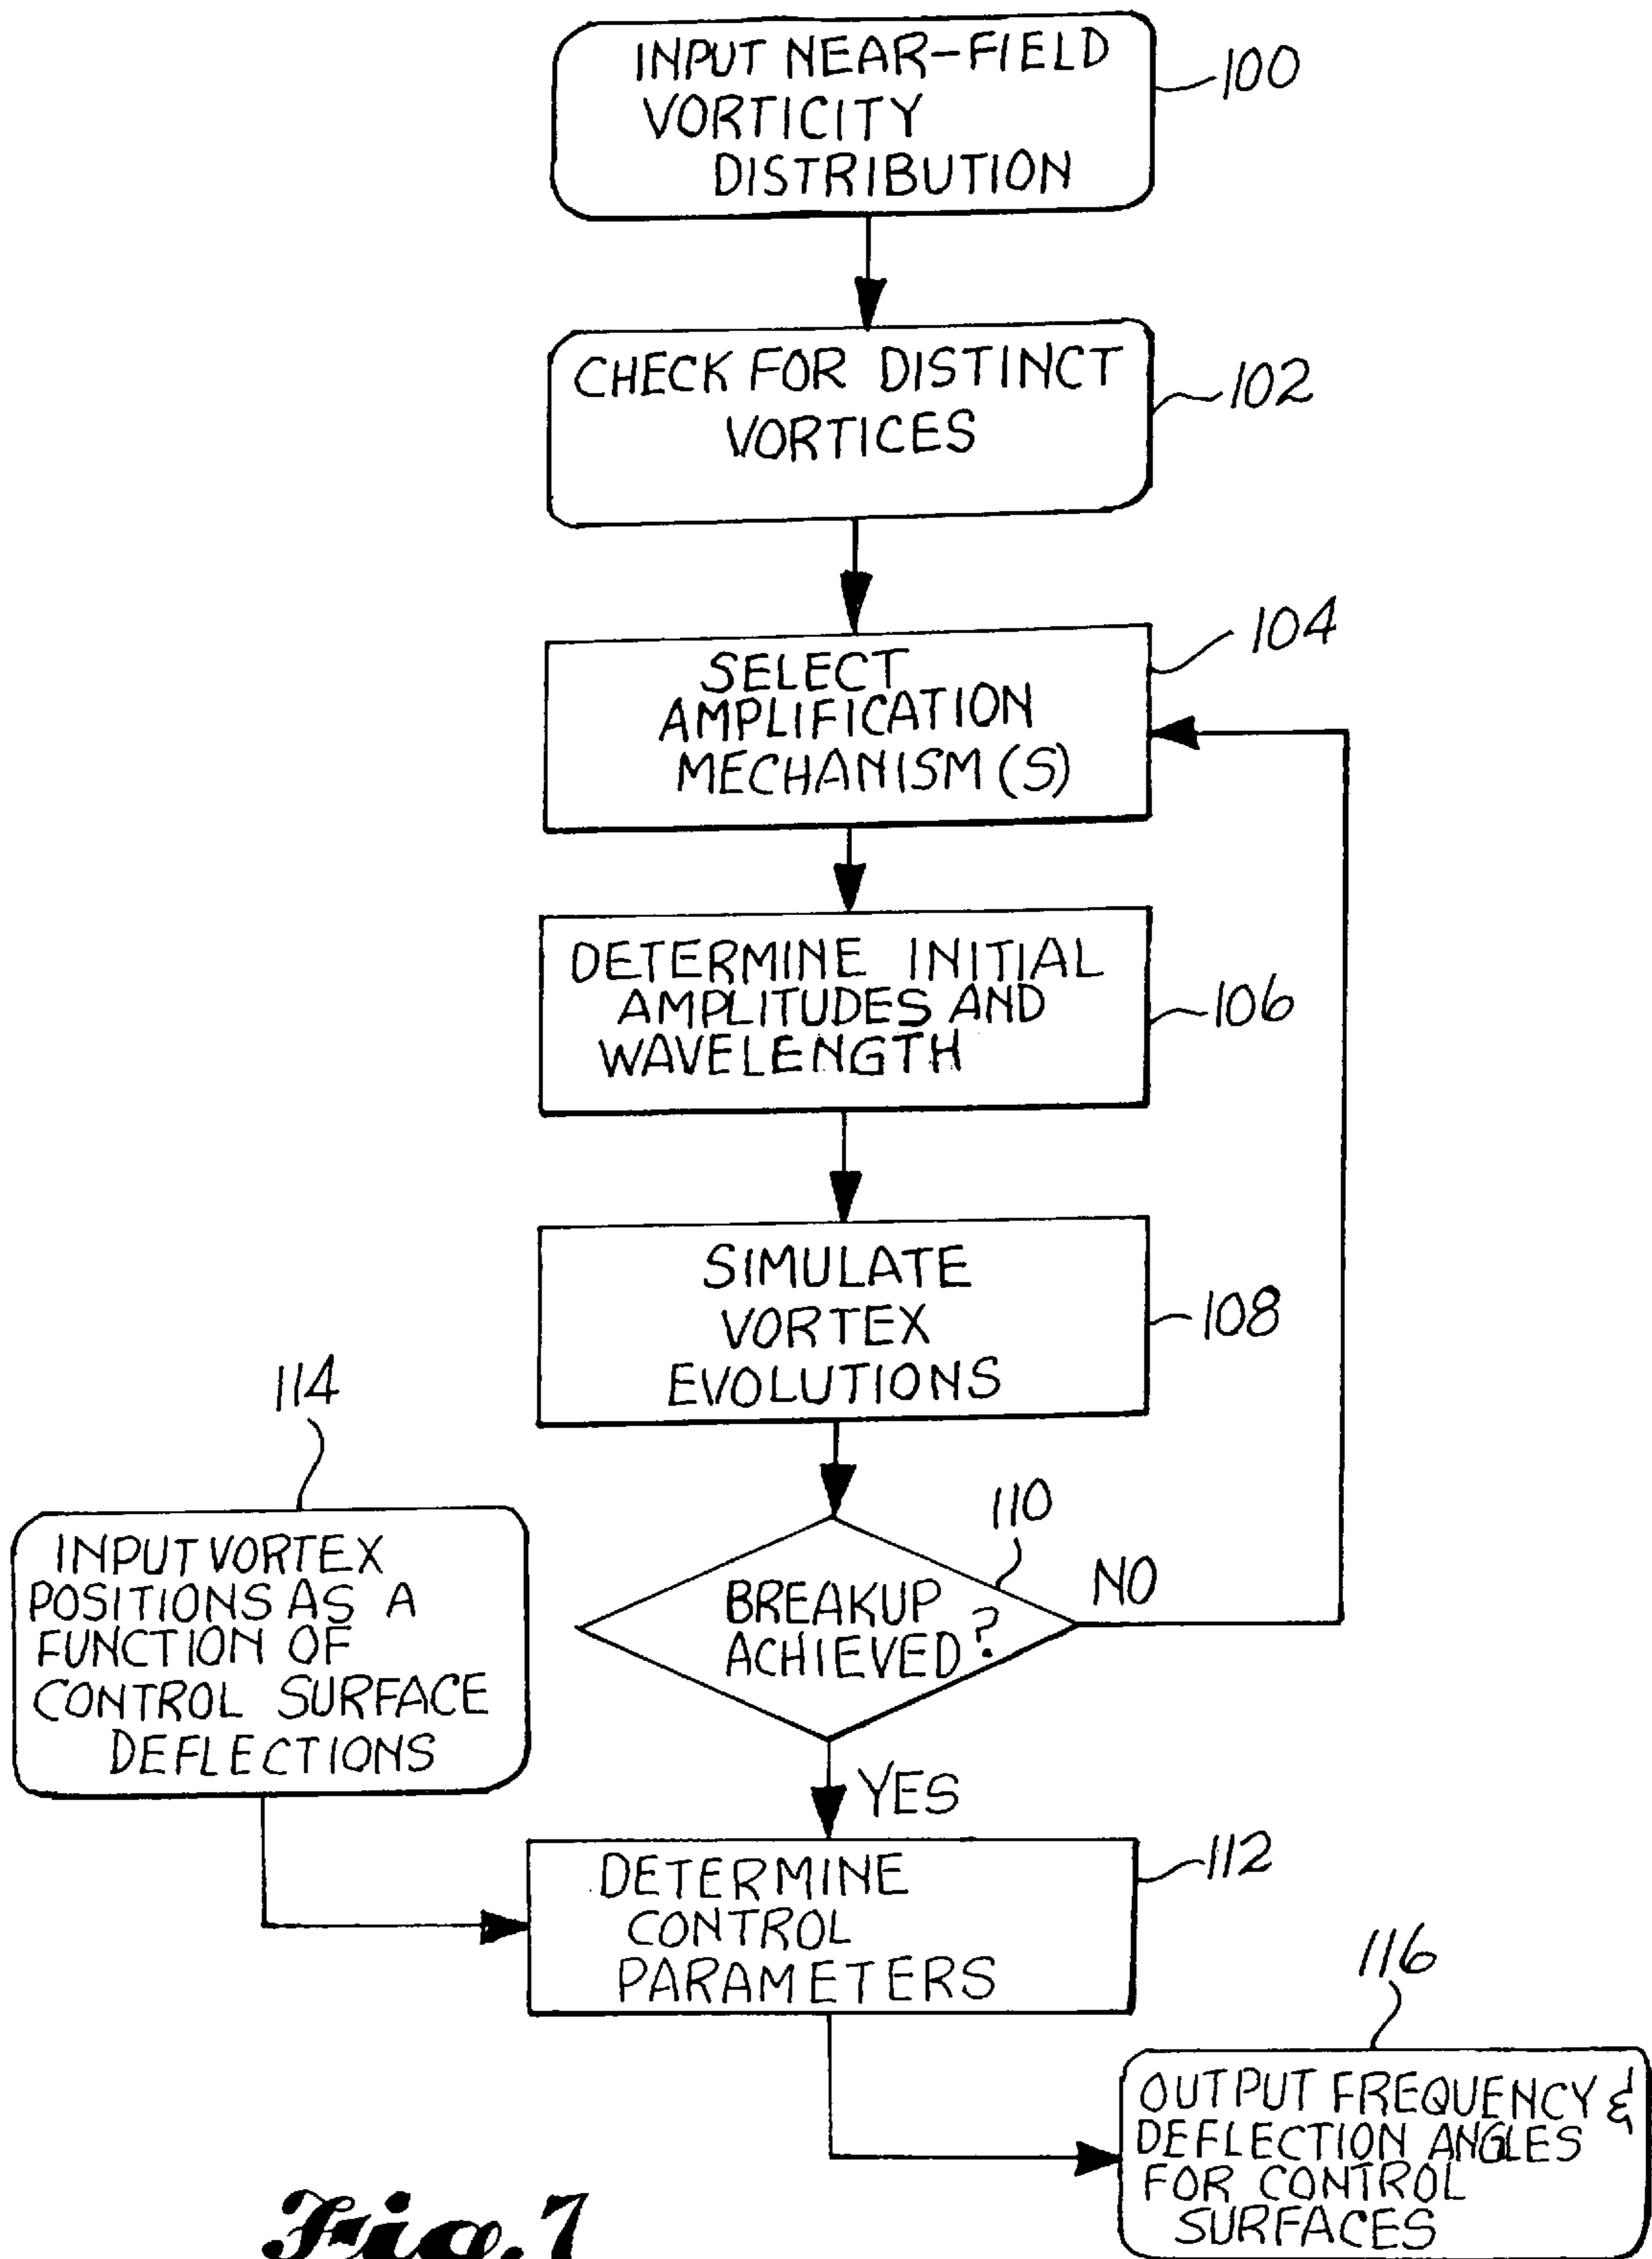 INPUT NEAR-FIELD
VORTICITY
DISTRIBUTION
100
CHECK FOR DISTINCT
VORTICES
102
SELECT
AMPLIFICATION
MECHANISM(S)
104
DETERMINE INITIAL
AMPLITUDES AND
WAVELENGTH
106
SIMULATE
VORTEX
EVOLUTIONS
108
114
INPUT VORTEX
POSITIONS AS A
FUNCTION OF
CONTROL SURFACE
DEFLECTIONS
110
BREAKUP
ACHIEVED?
NO
YES
DETERMINE
CONTROL
PARAMETERS
112
116
OUTPUT FREQUENCY &
DEFLECTION ANGLES
FOR CONTROL
SURFACES
Fig. 7